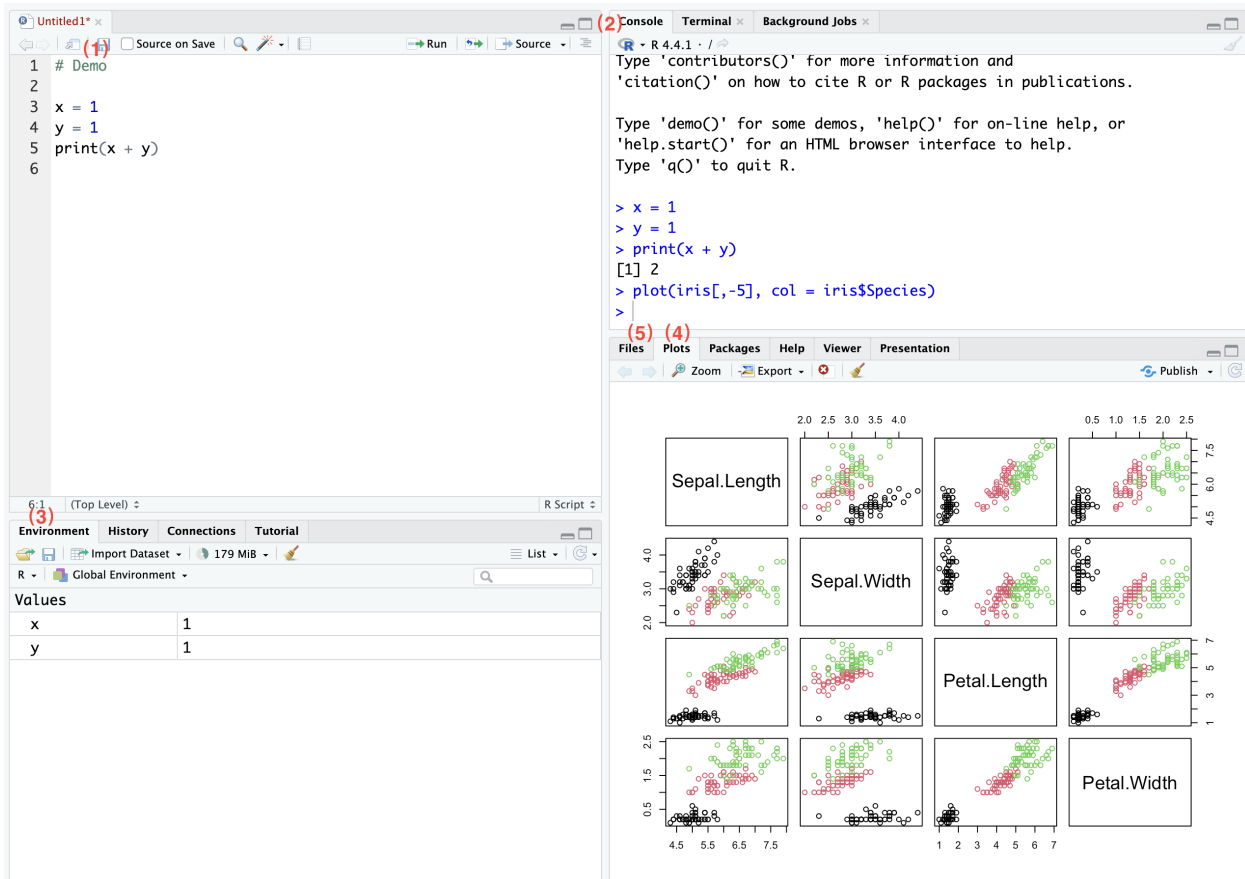 Untitled1*
(1)
Source on Save
Run
Source
1 # Demo
2
3 x = 1
4 y = 1
5 print(x + y)
6
6:1 (Top Level) R Script
(3)
Environment History Connections Tutorial
Import Dataset 179 MiB List
R Global Environment
Values
x 1
y 1
(2) Console Terminal Background Jobs
R 4.4.1 · /
Type 'contributors()' for more information and
'citation()' on how to cite R or R packages in publications.
Type 'demo()' for some demos, 'help()' for on-line help, or
'help.start()' for an HTML browser interface to help.
Type 'q()' to quit R.
> x = 1
> y = 1
> print(x + y)
[1] 2
> plot(iris[,-5], col = iris$Species)
>
(5) (4)
Files Plots Packages Help Viewer Presentation
Zoom Export Publish
2.0 2.5 3.0 3.5 4.0 0.5 1.0 1.5 2.0 2.5
Sepal.Length
4.5 6.0 7.5
Sepal.Width
2.0 3.0 4.0
Petal.Length
1 3 5 7
Petal.Width
0.5 1.5 2.5
4.5 5.5 6.5 7.5 1 2 3 4 5 6 7